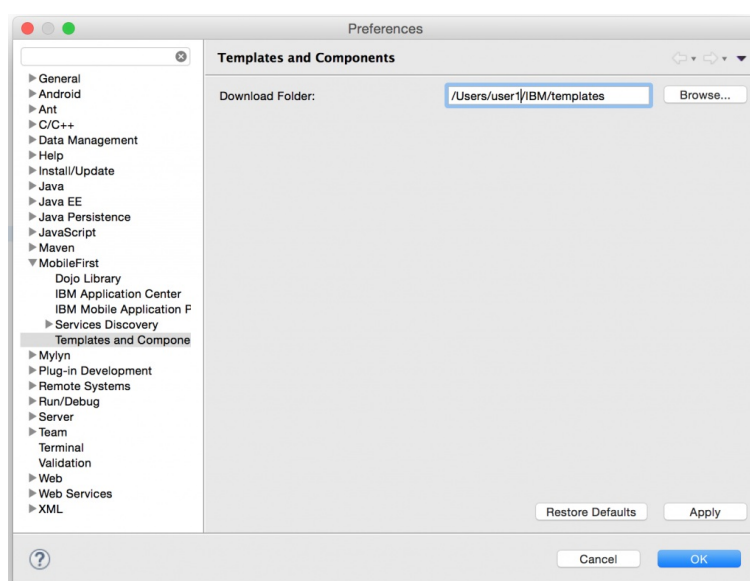 Preferences
Templates and Components
General
Android
Ant
C/C++
Data Management
Help
Install/Update
Java
Java EE
Java Persistence
JavaScript
Maven
MobileFirst
Dojo Library
IBM Application Center
IBM Mobile Application P
Services Discovery
Templates and Compone
Mylyn
Plug-in Development
Remote Systems
Run/Debug
Server
Team
Terminal
Validation
Web
Web Services
XML
Download Folder: /Users/user1/IBM/templates Browse...
Restore Defaults Apply
? Cancel OK